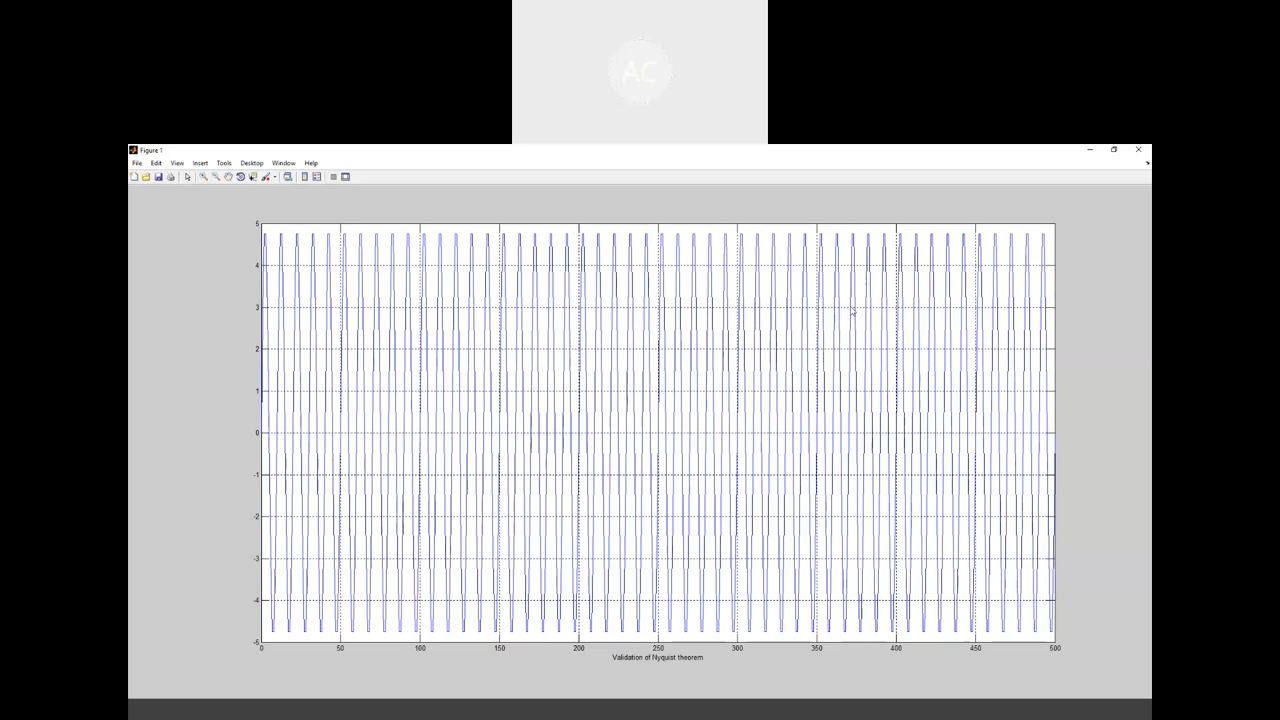 AC
Figure 1
File Edit View Insert Tools Desktop Window Help
5
4
3
2
1
0
-1
-2
-3
-4
-5
0 50 100 150 200 250 300 350 400 450 500
Validation of Nyquist theorem